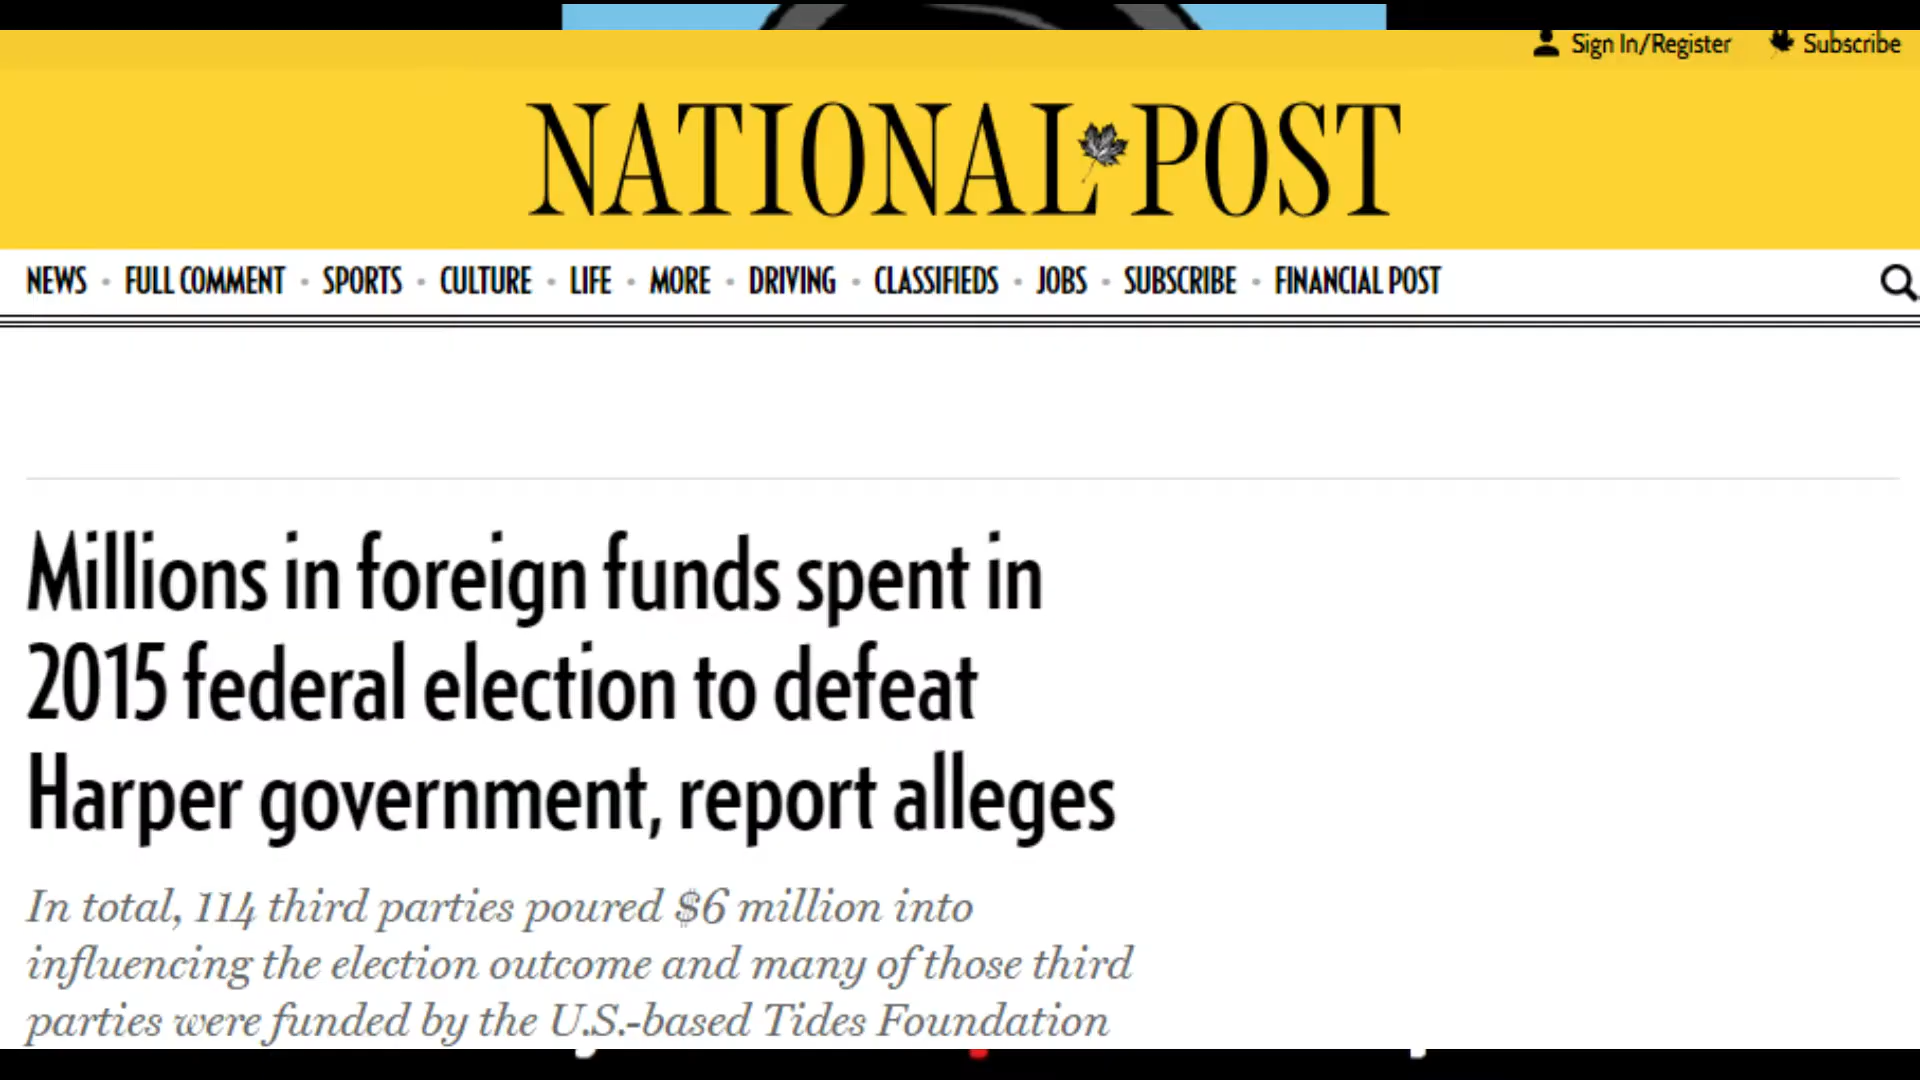 Sign In/Register Subscribe
NATIONAL POST
NEWS • FULL COMMENT • SPORTS • CULTURE • LIFE • MORE • DRIVING • CLASSIFIEDS • JOBS • SUBSCRIBE • FINANCIAL POST
Millions in foreign funds spent in
2015 federal election to defeat
Harper government, report alleges
In total, 114 third parties poured $6 million into
influencing the election outcome and many of those third
parties were funded by the U.S.-based Tides Foundation